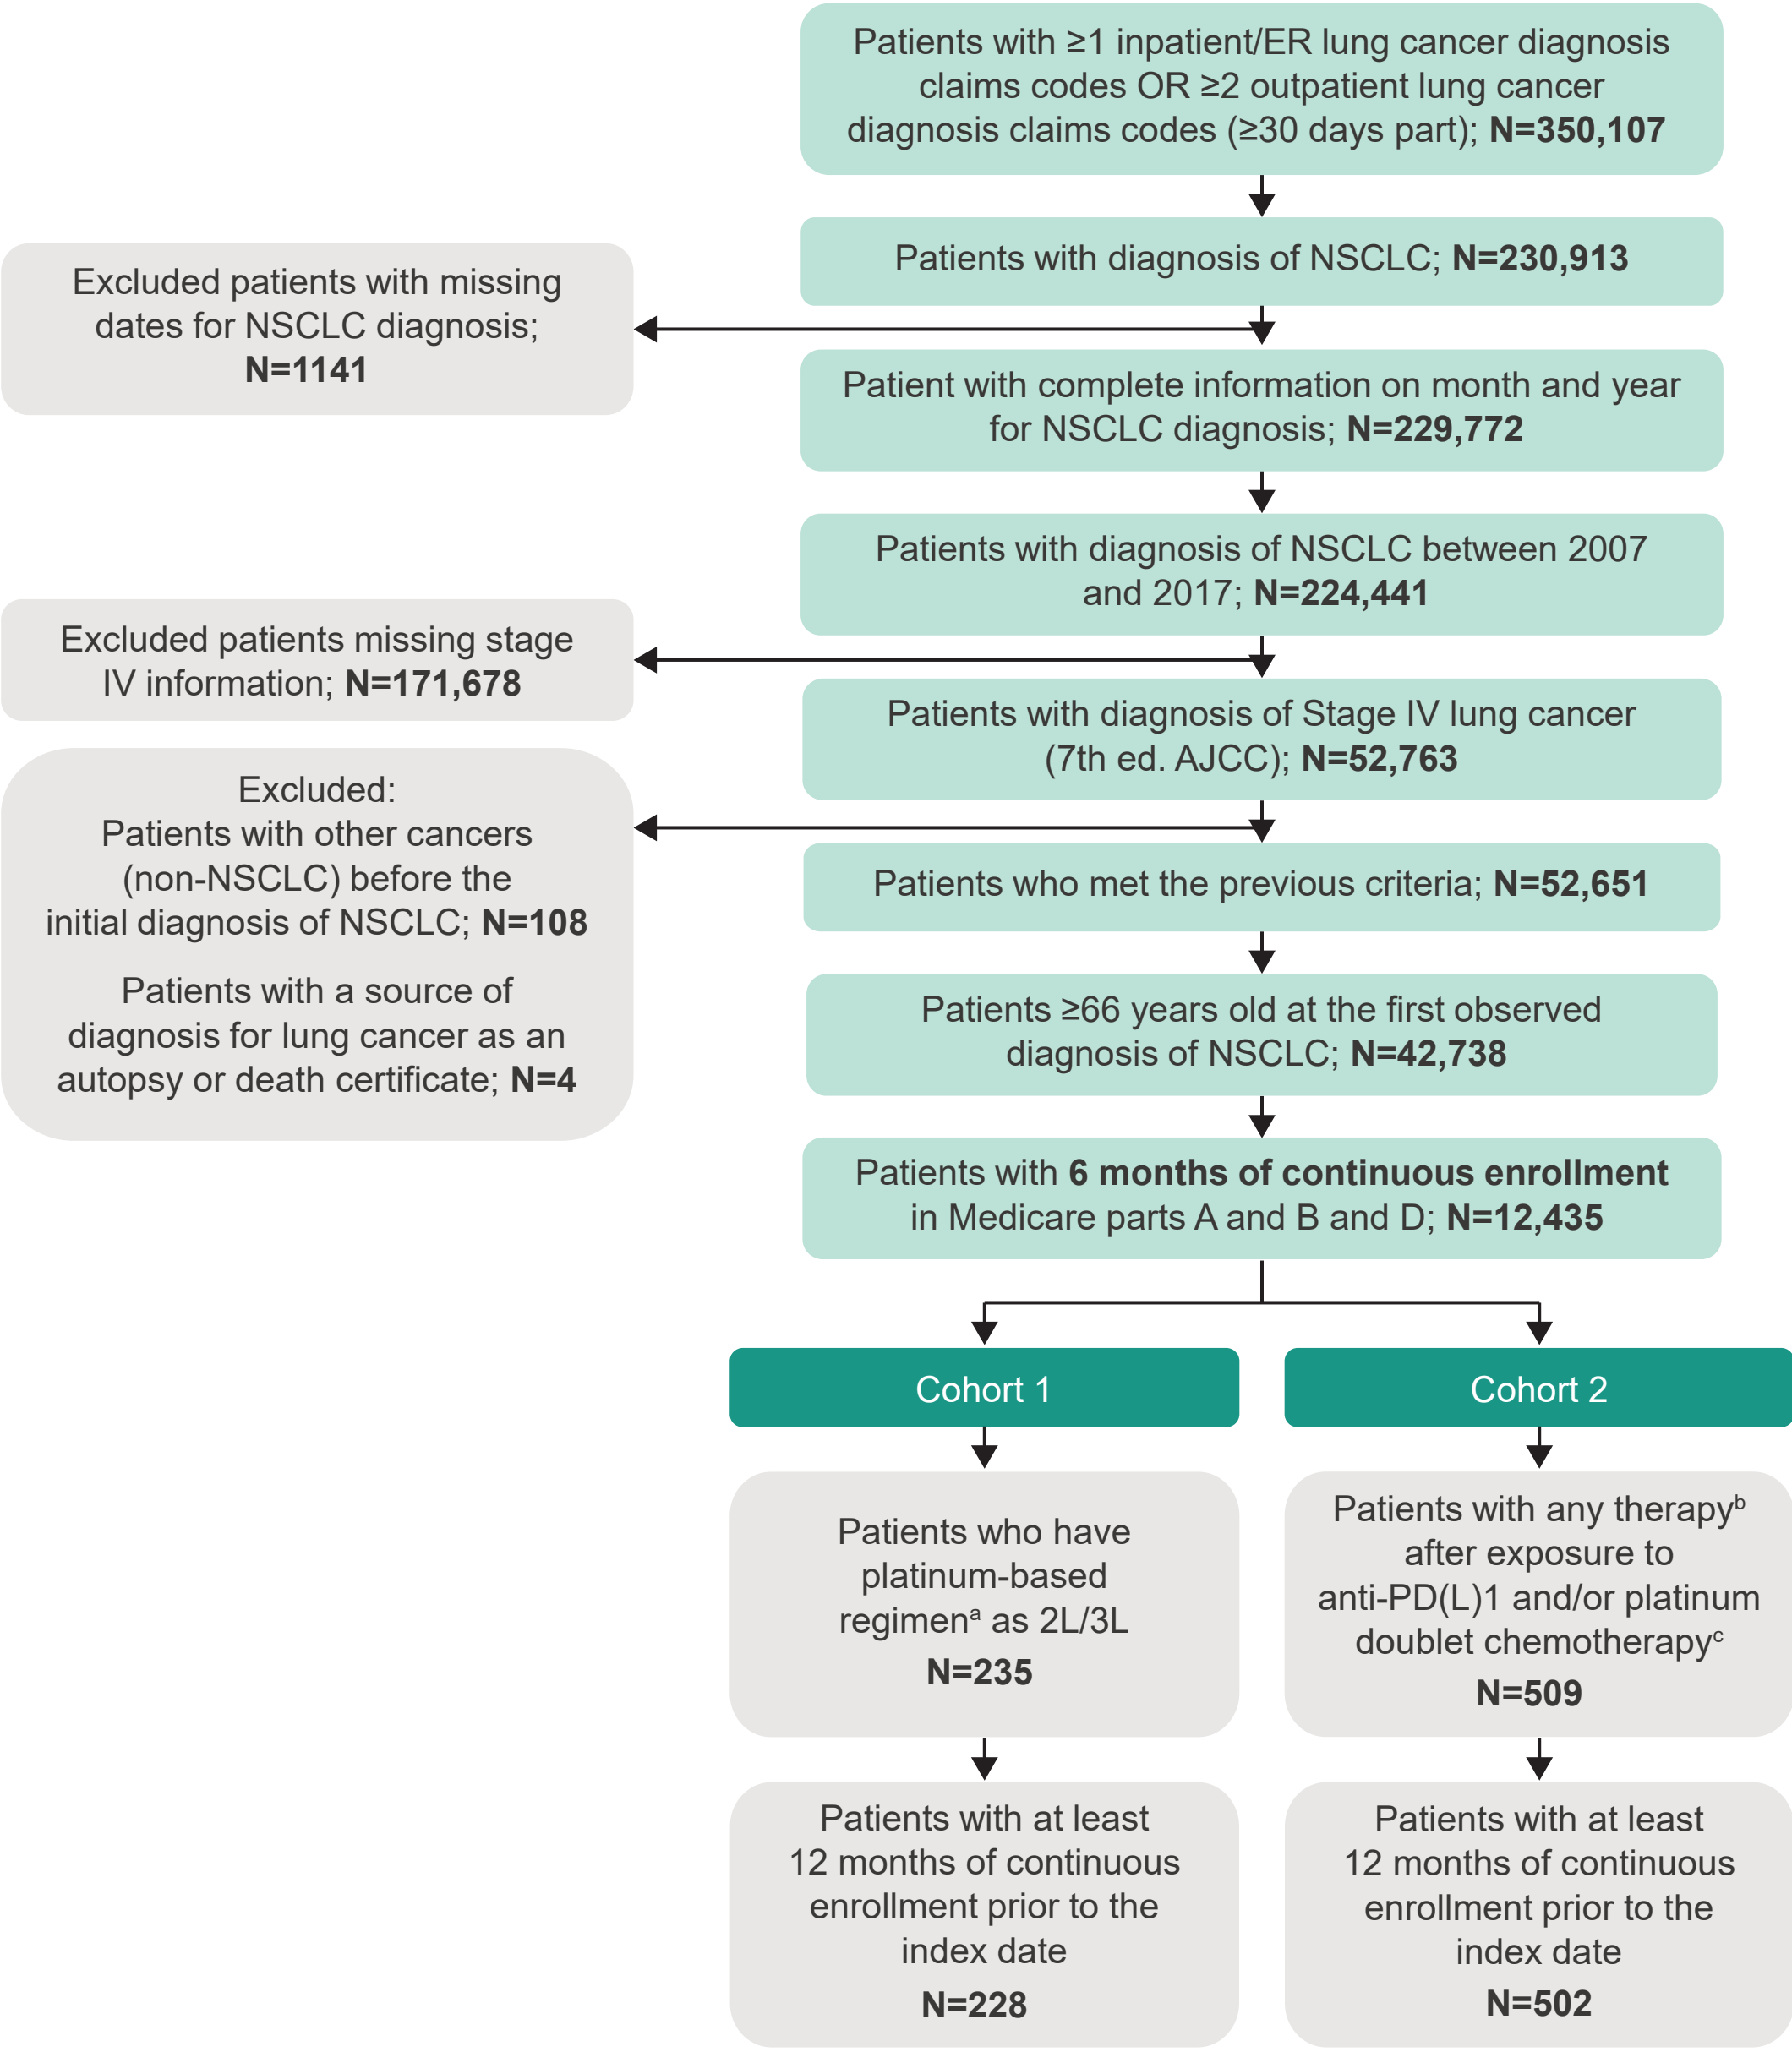 Patients with ≥1 inpatient/ER lung cancer diagnosis
claims codes OR ≥2 outpatient lung cancer
diagnosis claims codes (≥30 days part); N=350,107
Patients with diagnosis of NSCLC; N=230,913
Excluded patients with missing
dates for NSCLC diagnosis;
N=1141
Patient with complete information on month and year
for NSCLC diagnosis; N=229,772
Patients with diagnosis of NSCLC between 2007
and 2017; N=224,441
Excluded patients missing stage
IV information; N=171,678
Patients with diagnosis of Stage IV lung cancer
(7th ed. AJCC); N=52,763
Excluded:
Patients with other cancers
(non-NSCLC) before the
initial diagnosis of NSCLC; N=108
Patients with a source of
diagnosis for lung cancer as an
autopsy or death certificate; N=4
Patients who met the previous criteria; N=52,651
Patients ≥66 years old at the first observed
diagnosis of NSCLC; N=42,738
Patients with 6 months of continuous enrollment
in Medicare parts A and B and D; N=12,435
Cohort 1
Patients who have
platinum-based
regimenᵃ as 2L/3L
N=235
Patients with at least
12 months of continuous
enrollment prior to the
index date
N=228
Cohort 2
Patients with any therapyᵇ
after exposure to
anti-PD(L)1 and/or platinum
doublet chemotherapyᶜ
N=509
Patients with at least
12 months of continuous
enrollment prior to the
index date
N=502